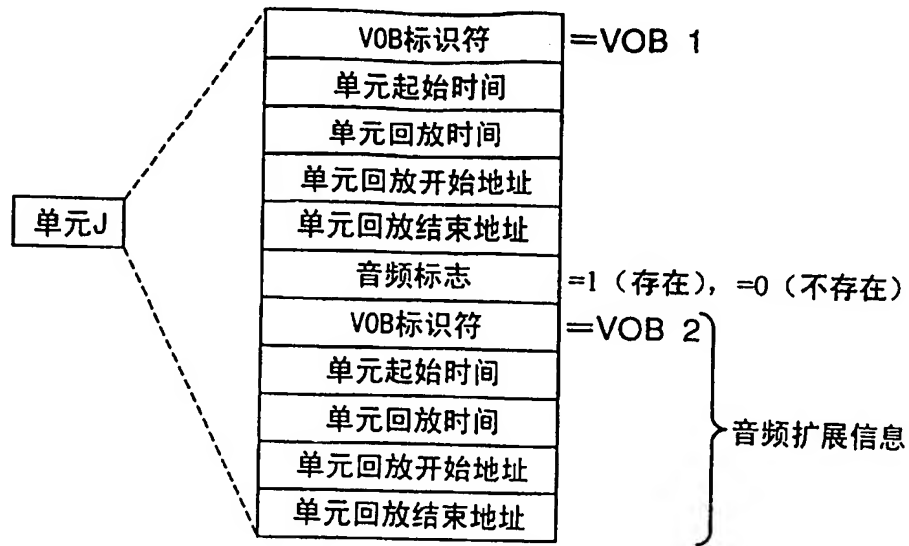 VOB标识符 =VOB 1
单元起始时间
单元回放时间
单元回放开始地址
单元J
单元回放结束地址
音频标志 =1（存在），=0（不存在）
VOB标识符 =VOB 2
单元起始时间
单元回放时间
音频扩展信息
单元回放开始地址
单元回放结束地址